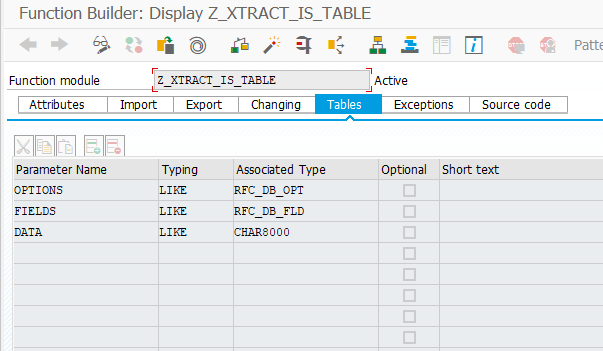 Function Builder: Display Z_XTRACT_IS_TABLE
Patte
Function module Z_XTRACT_IS_TABLE Active
Attributes Import Export Changing Tables Exceptions Source code
Parameter Name Typing Associated Type Optional Short text
OPTIONS LIKE RFC_DB_OPT
FIELDS LIKE RFC_DB_FLD
DATA LIKE CHAR8000